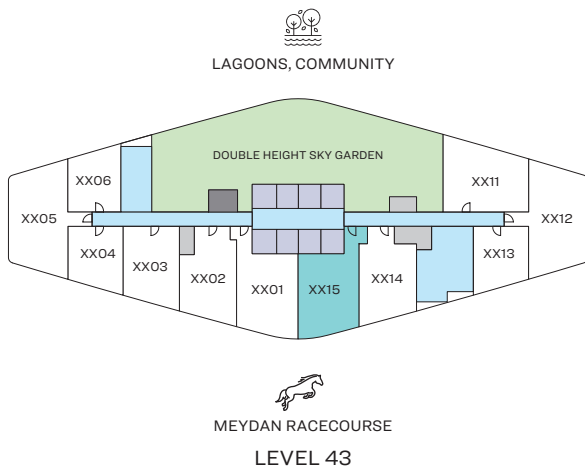 LAGOONS, COMMUNITY
DOUBLE HEIGHT SKY GARDEN
XX06
XX11
XX05
XX12
XX04
XX03
XX02
XX01
XX15
XX14
XX13
MEYDAN RACECOURSE
LEVEL 43